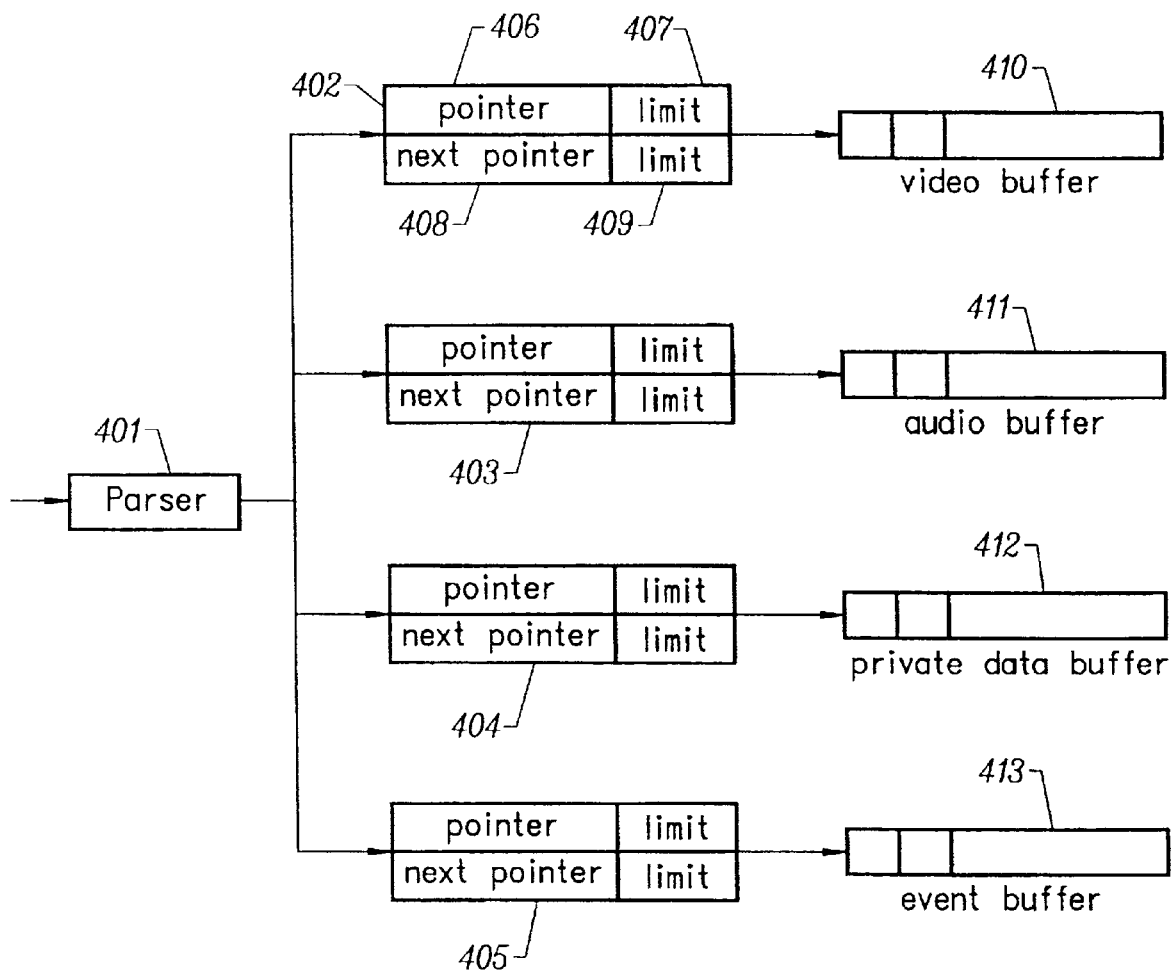 406
407
402
410
pointer limit
next pointer limit
video buffer
408
409
411
pointer limit
next pointer limit
audio buffer
401
403
Parser
412
pointer limit
next pointer limit
private data buffer
404
413
pointer limit
next pointer limit
event buffer
405